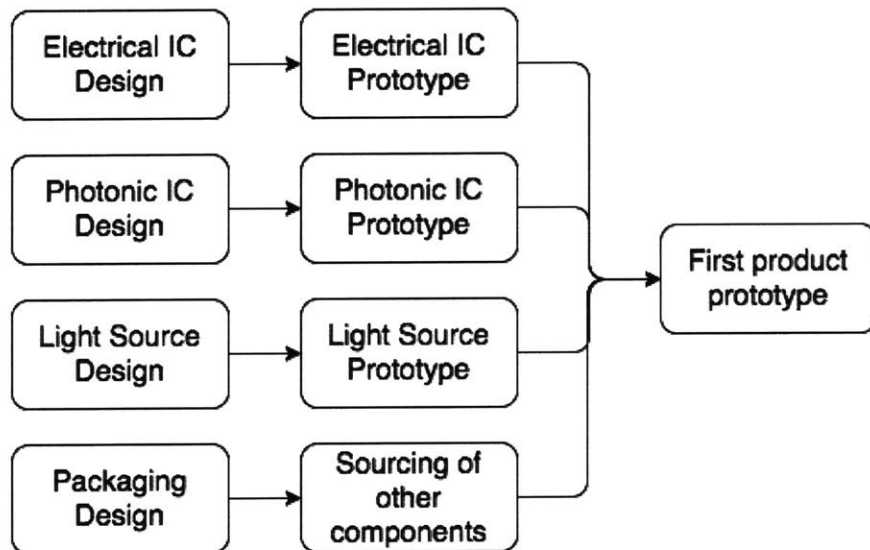 Electrical IC
Design
Electrical IC
Prototype
Photonic IC
Design
Photonic IC
Prototype
First product
prototype
Light Source
Design
Light Source
Prototype
Packaging
Design
Sourcing of
other
components